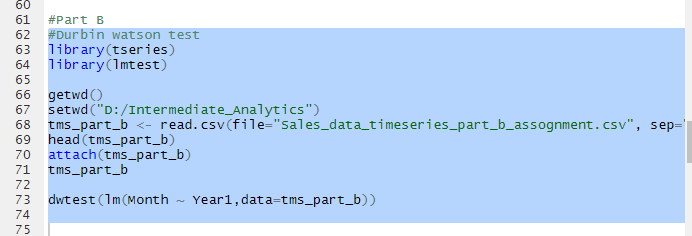 60
61 #Part B
62 #Durbin watson test
63 library(tseries)
64 library(lmtest)
65
66 getwd()
67 setwd("D:/Intermediate_Analytics")
68 tms_part_b <- read.csv(file="Sales_data_timeseries_part_b_assognment.csv", sep=
69 head(tms_part_b)
70 attach(tms_part_b)
71 tms_part_b
72
73 dwtest(lm(Month ~ Year1,data=tms_part_b))
74
75